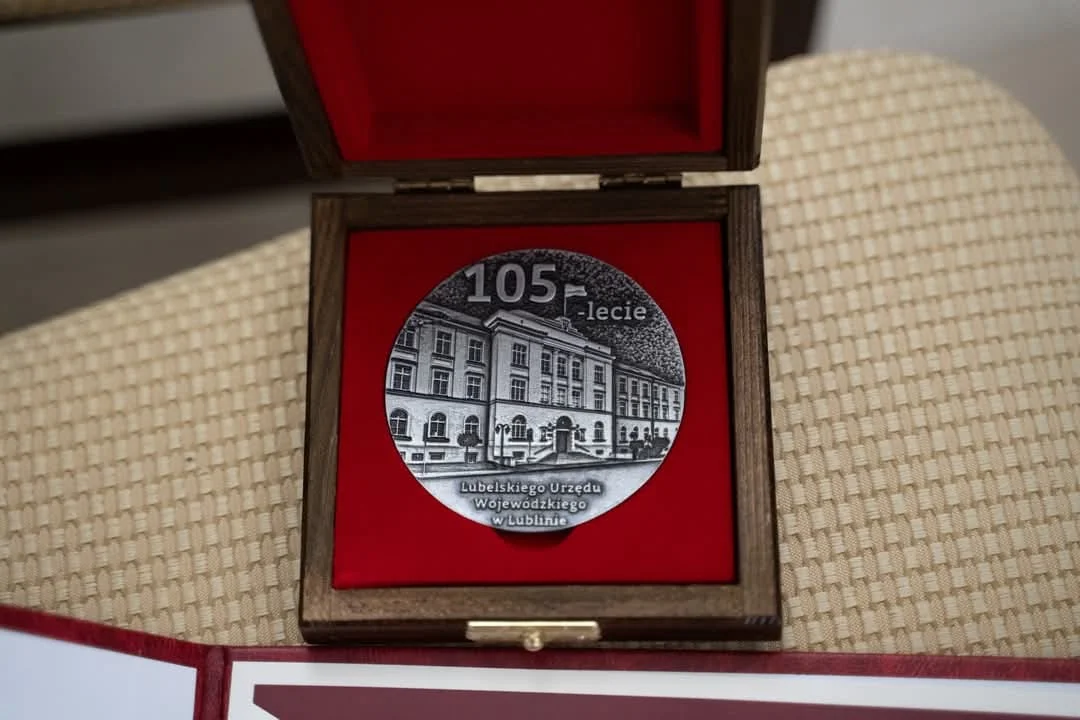 105
-lecie
Lubelskiego Urzędu
Wojewódzkiego
w Lublinie